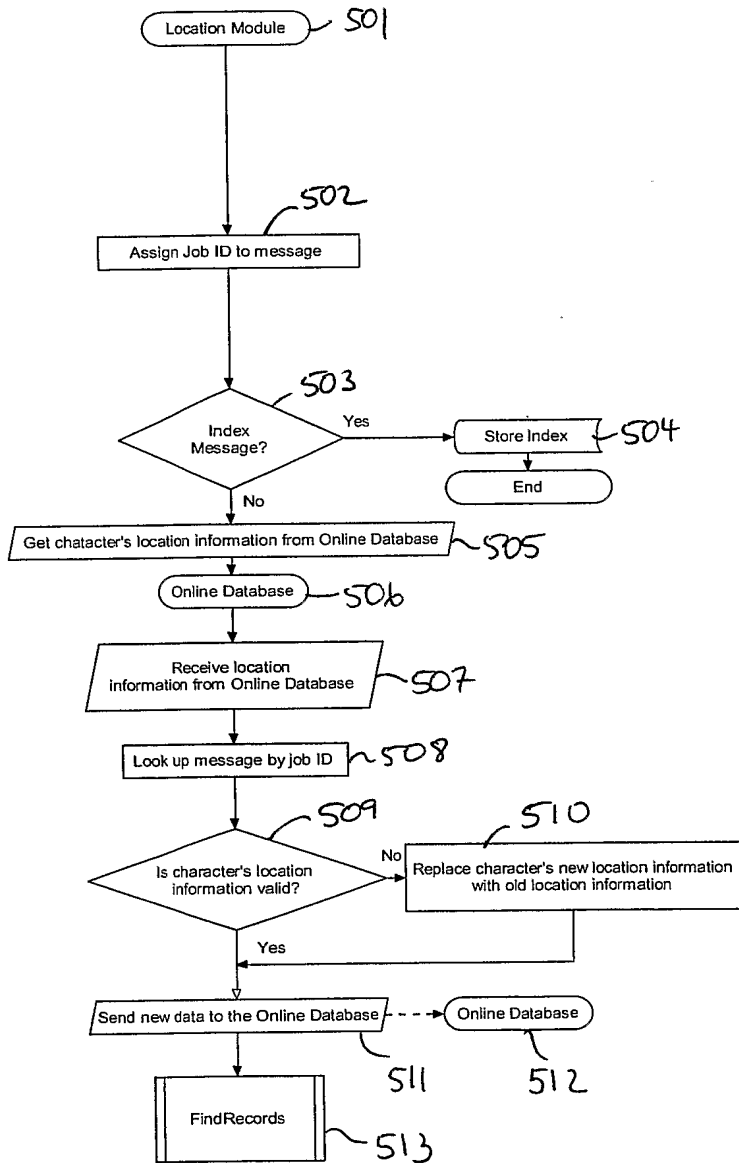 Location Module
501
502
Assign Job ID to message
503
Index
Message?
Yes
Store Index
504
End
No
Get chatacter's location information from Online Database
505
Online Database
506
Receive location
information from Online Database
507
Look up message by job ID
508
509
Is character's location
information valid?
No
510
Replace character's new location information
with old location information
Yes
Send new data to the Online Database
511
Online Database
512
FindRecords
513